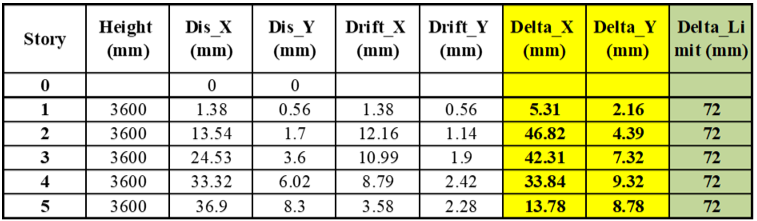 Story Height (mm) Dis_X (mm) Dis_Y (mm) Drift_X (mm) Drift_Y (mm) Delta_X (mm) Delta_Y (mm) Delta_Li mit (mm)
0 0 0
1 3600 1.38 0.56 1.38 0.56 5.31 2.16 72
2 3600 13.54 1.7 12.16 1.14 46.82 4.39 72
3 3600 24.53 3.6 10.99 1.9 42.31 7.32 72
4 3600 33.32 6.02 8.79 2.42 33.84 9.32 72
5 3600 36.9 8.3 3.58 2.28 13.78 8.78 72